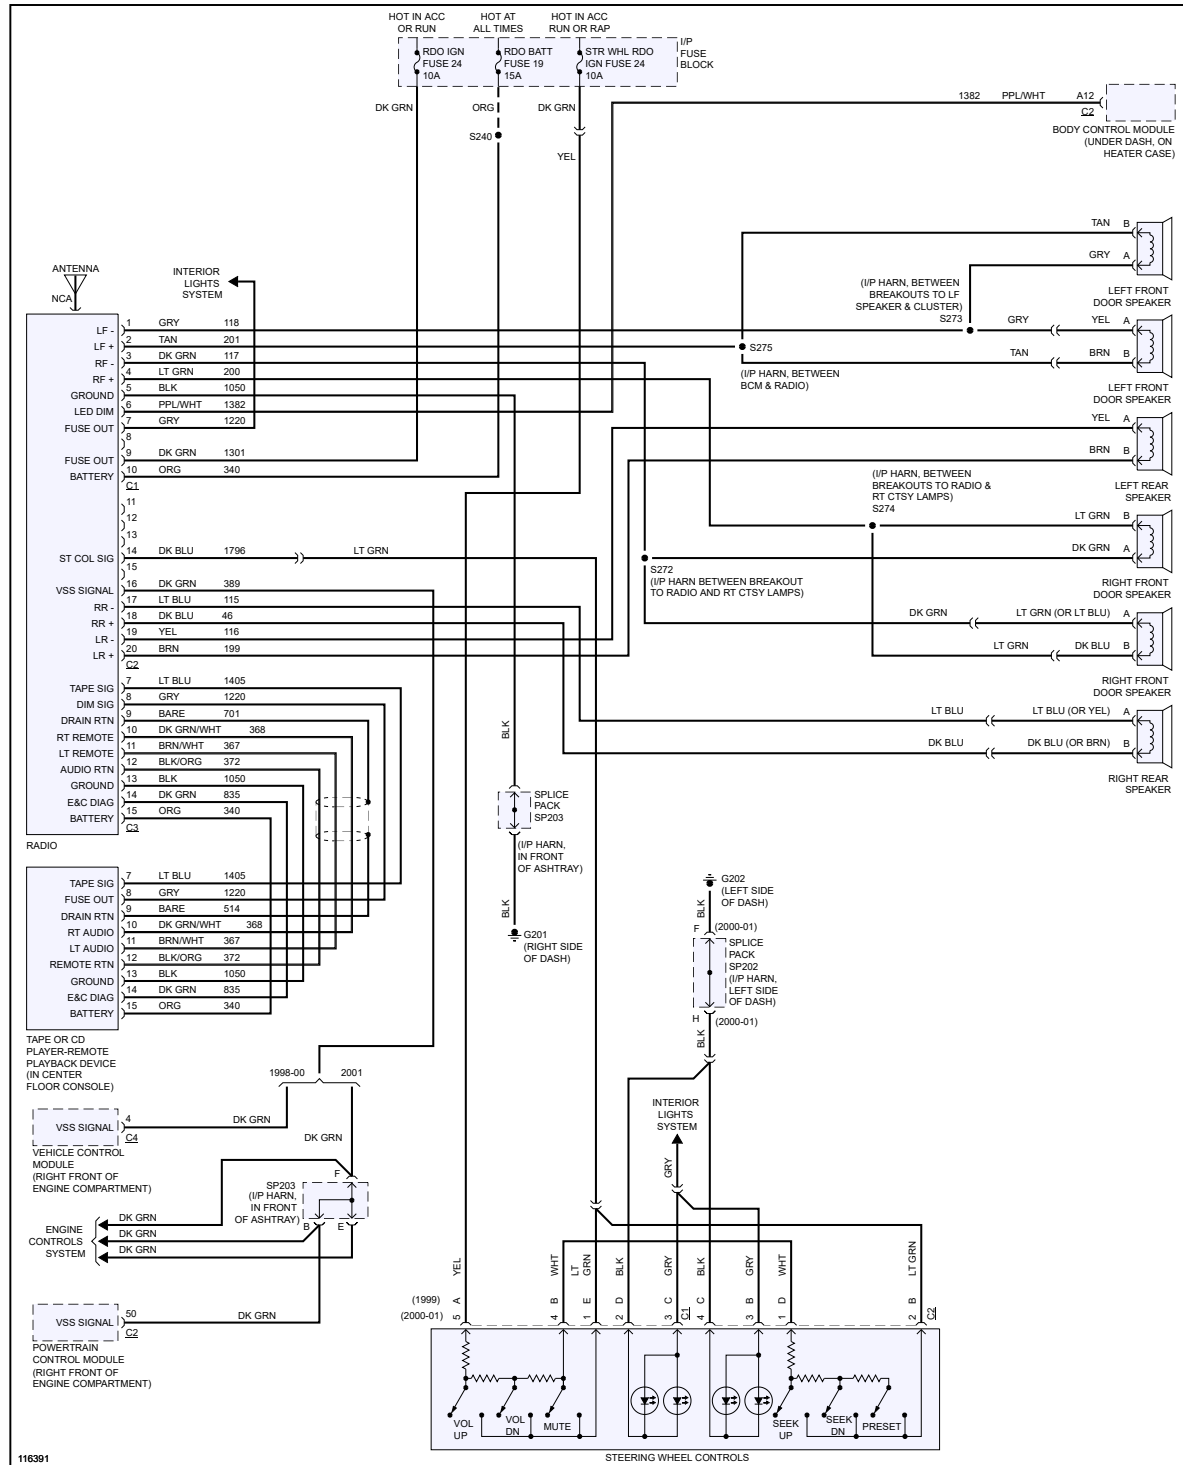 HOT IN ACC
OR RUN
HOT AT
ALL TIMES
HOT IN ACC
RUN OR RAP
RDO IGN
FUSE 24
10A
RDO BATT
FUSE 19
15A
STR WHL RDO
IGN FUSE 24
10A
I/P
FUSE
BLOCK
DK GRN
ORG
DK GRN
S240
YEL
1382 PPL/WHT A12
C2
BODY CONTROL MODULE
(UNDER DASH, ON
HEATER CASE)
TAN B
GRY A
LEFT FRONT
DOOR SPEAKER
(I/P HARN, BETWEEN
BREAKOUTS TO LF
SPEAKER & CLUSTER)
S273
GRY YEL A
S275
TAN BRN B
(I/P HARN, BETWEEN
BCM & RADIO)
LEFT FRONT
DOOR SPEAKER
YEL A
BRN B
LEFT REAR
SPEAKER
(I/P HARN, BETWEEN
BREAKOUTS TO RADIO &
RT CTSY LAMPS)
S274
LT GRN B
DK GRN A
RIGHT FRONT
DOOR SPEAKER
S272
(I/P HARN BETWEEN BREAKOUT
TO RADIO AND RT CTSY LAMPS)
DK GRN LT GRN (OR LT BLU) A
LT GRN DK BLU B
RIGHT FRONT
DOOR SPEAKER
LT BLU LT BLU (OR YEL) A
DK BLU DK BLU (OR BRN) B
RIGHT REAR
SPEAKER
ANTENNA
NCA
INTERIOR
LIGHTS
SYSTEM
LF - 1 GRY 118
LF + 2 TAN 201
RF - 3 DK GRN 117
RF + 4 LT GRN 200
GROUND 5 BLK 1050
LED DIM 6 PPL/WHT 1382
FUSE OUT 7 GRY 1220
8
FUSE OUT 9 DK GRN 1301
BATTERY 10 ORG 340
C1
11
12
13
ST COL SIG 14 DK BLU 1796 LT GRN
15
VSS SIGNAL 16 DK GRN 389
RR - 17 LT BLU 115
RR + 18 DK BLU 46
LR - 19 YEL 116
LR + 20 BRN 199
C2
TAPE SIG 7 LT BLU 1405
DIM SIG 8 GRY 1220
DRAIN RTN 9 BARE 701
RT REMOTE 10 DK GRN/WHT 368
LT REMOTE 11 BRN/WHT 367
AUDIO RTN 12 BLK/ORG 372
GROUND 13 BLK 1050
E&C DIAG 14 DK GRN 835
BATTERY 15 ORG 340
C3
RADIO
TAPE SIG 7 LT BLU 1405
FUSE OUT 8 GRY 1220
DRAIN RTN 9 BARE 514
RT AUDIO 10 DK GRN/WHT 368
LT AUDIO 11 BRN/WHT 367
REMOTE RTN 12 BLK/ORG 372
GROUND 13 BLK 1050
E&C DIAG 14 DK GRN 835
BATTERY 15 ORG 340
TAPE OR CD
PLAYER-REMOTE
PLAYBACK DEVICE
(IN CENTER
FLOOR CONSOLE)
BLK
SPLICE
PACK
SP203
(I/P HARN,
IN FRONT
OF ASHTRAY)
BLK
G201
(RIGHT SIDE
OF DASH)
G202
(LEFT SIDE
OF DASH)
BLK
F (2000-01)
SPLICE
PACK
SP202
(I/P HARN,
LEFT SIDE
OF DASH)
H (2000-01)
BLK
INTERIOR
LIGHTS
SYSTEM
GRY
1998-00 2001
VSS SIGNAL 4 DK GRN
C4
VEHICLE CONTROL
MODULE
(RIGHT FRONT OF
ENGINE COMPARTMENT)
DK GRN
F
SP203
(I/P HARN,
IN FRONT
OF ASHTRAY)
B E
ENGINE
CONTROLS
SYSTEM
DK GRN
DK GRN
DK GRN
VSS SIGNAL 50 DK GRN
C2
POWERTRAIN
CONTROL MODULE
(RIGHT FRONT OF
ENGINE COMPARTMENT)
YEL WHT LT GRN BLK GRY BLK GRY WHT LT GRN
(1999) A B E D C C1 C B D B C2
(2000-01) 5 4 1 2 3 4 3 1 2
VOL
UP
VOL
DN
MUTE
SEEK
UP
SEEK
DN
PRESET
STEERING WHEEL CONTROLS
116391